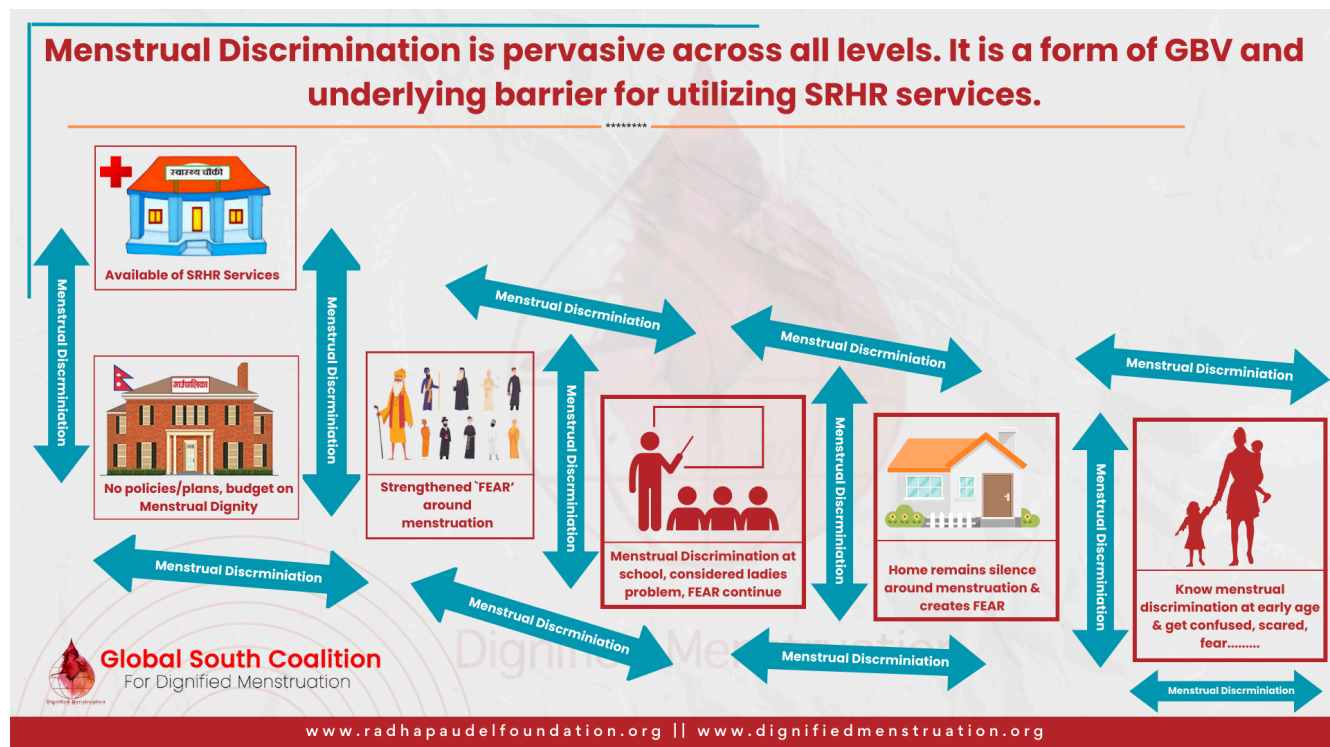 Menstrual Discrimination is pervasive across all levels. It is a form of GBV and
underlying barrier for utilizing SRHR services.
********
स्वास्थ्य चौकी
Available of SRHR Services
Menstrual Discrminiation
Menstrual Discrminiation
गाउँपालिका
No policies/plans, budget on
Menstrual Dignity
Menstrual Discrminiation
Strengthened `FEAR’
around
menstruation
Menstrual Discrminiation
Menstrual Discrminiation
Menstrual Discrminiation
Menstrual Discrimination at
school, considered ladies
problem, FEAR continue
Menstrual Discrminiation
Menstrual Discrminiation
Menstrual Discrminiation
Home remains silence
around menstruation &
creates FEAR
Menstrual Discrminiation
Menstrual Discrminiation
Know menstrual
discrimination at early age
& get confused, scared,
fear.........
Menstrual Discrminiation
Dignified Menstruation
Dignified Menstruation
Global South Coalition
For Dignified Menstruation
www.radhapaudelfoundation.org || www.dignifiedmenstruation.org